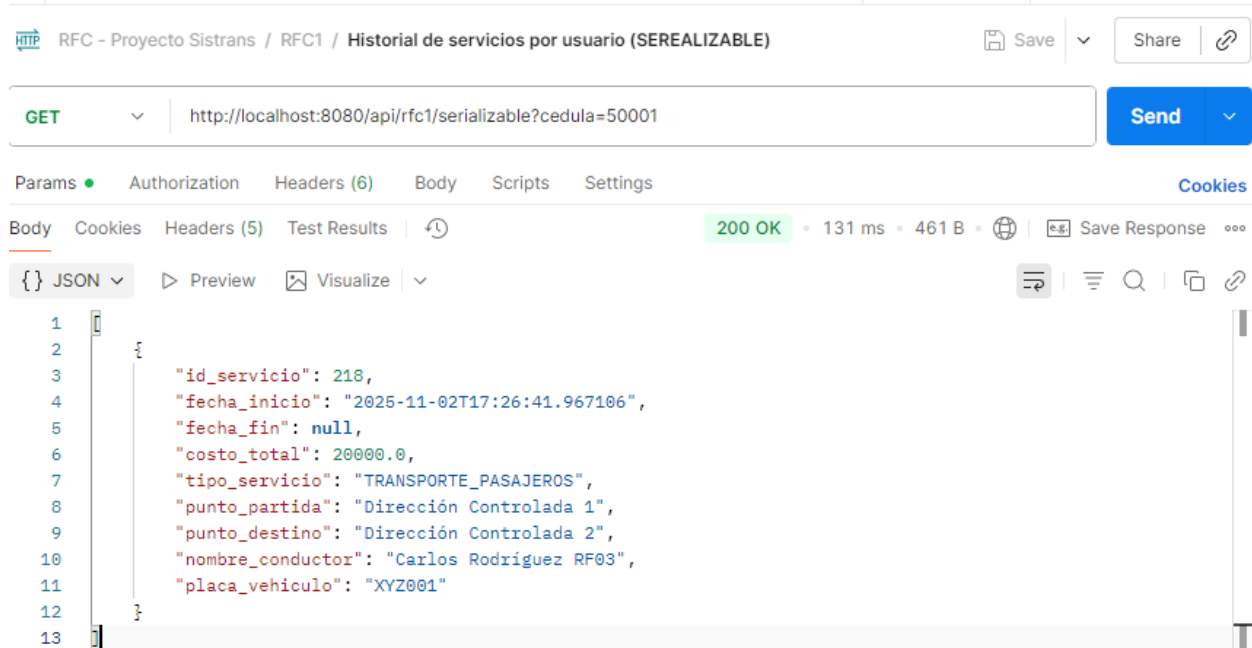 HTTP RFC - Proyecto Sistrans / RFC1 / Historial de servicios por usuario (SEREALIZABLE) Save Share
GET http://localhost:8080/api/rfc1/serializable?cedula=50001 Send
Params Authorization Headers (6) Body Scripts Settings Cookies
Body Cookies Headers (5) Test Results 200 OK 131 ms 461 B e.g. Save Response
{} JSON Preview Visualize
1 [
2 {
3 "id_servicio": 218,
4 "fecha_inicio": "2025-11-02T17:26:41.967106",
5 "fecha_fin": null,
6 "costo_total": 20000.0,
7 "tipo_servicio": "TRANSPORTE_PASAJEROS",
8 "punto_partida": "Dirección Controlada 1",
9 "punto_destino": "Dirección Controlada 2",
10 "nombre_conductor": "Carlos Rodríguez RF03",
11 "placa_vehiculo": "XYZ001"
12 }
13 ]